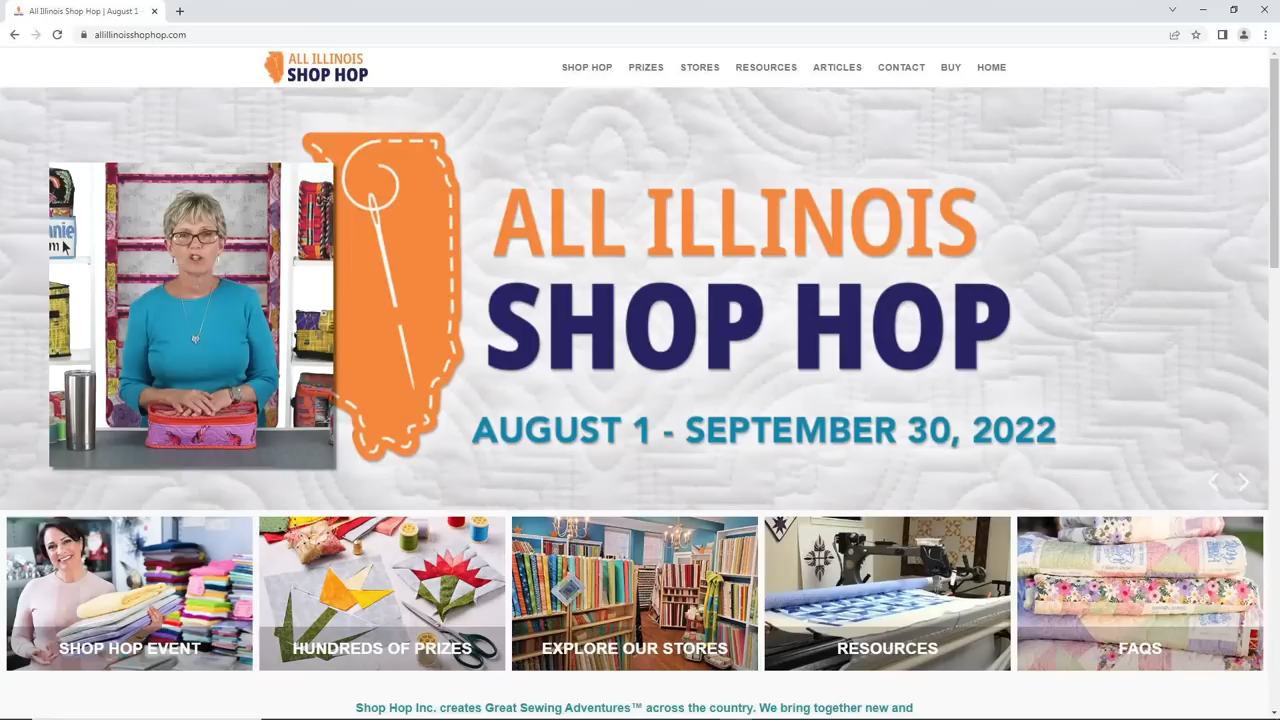 All Illinois Shop Hop | August 1 -
allillinoisshophop.com
ALL ILLINOIS
SHOP HOP
SHOP HOP PRIZES STORES RESOURCES ARTICLES CONTACT BUY HOME
ALL ILLINOIS
SHOP HOP
AUGUST 1 - SEPTEMBER 30, 2022
nnie
m
SHOP HOP EVENT
HUNDREDS OF PRIZES
EXPLORE OUR STORES
RESOURCES
FAQS
Shop Hop Inc. creates Great Sewing Adventures™ across the country. We bring together new and